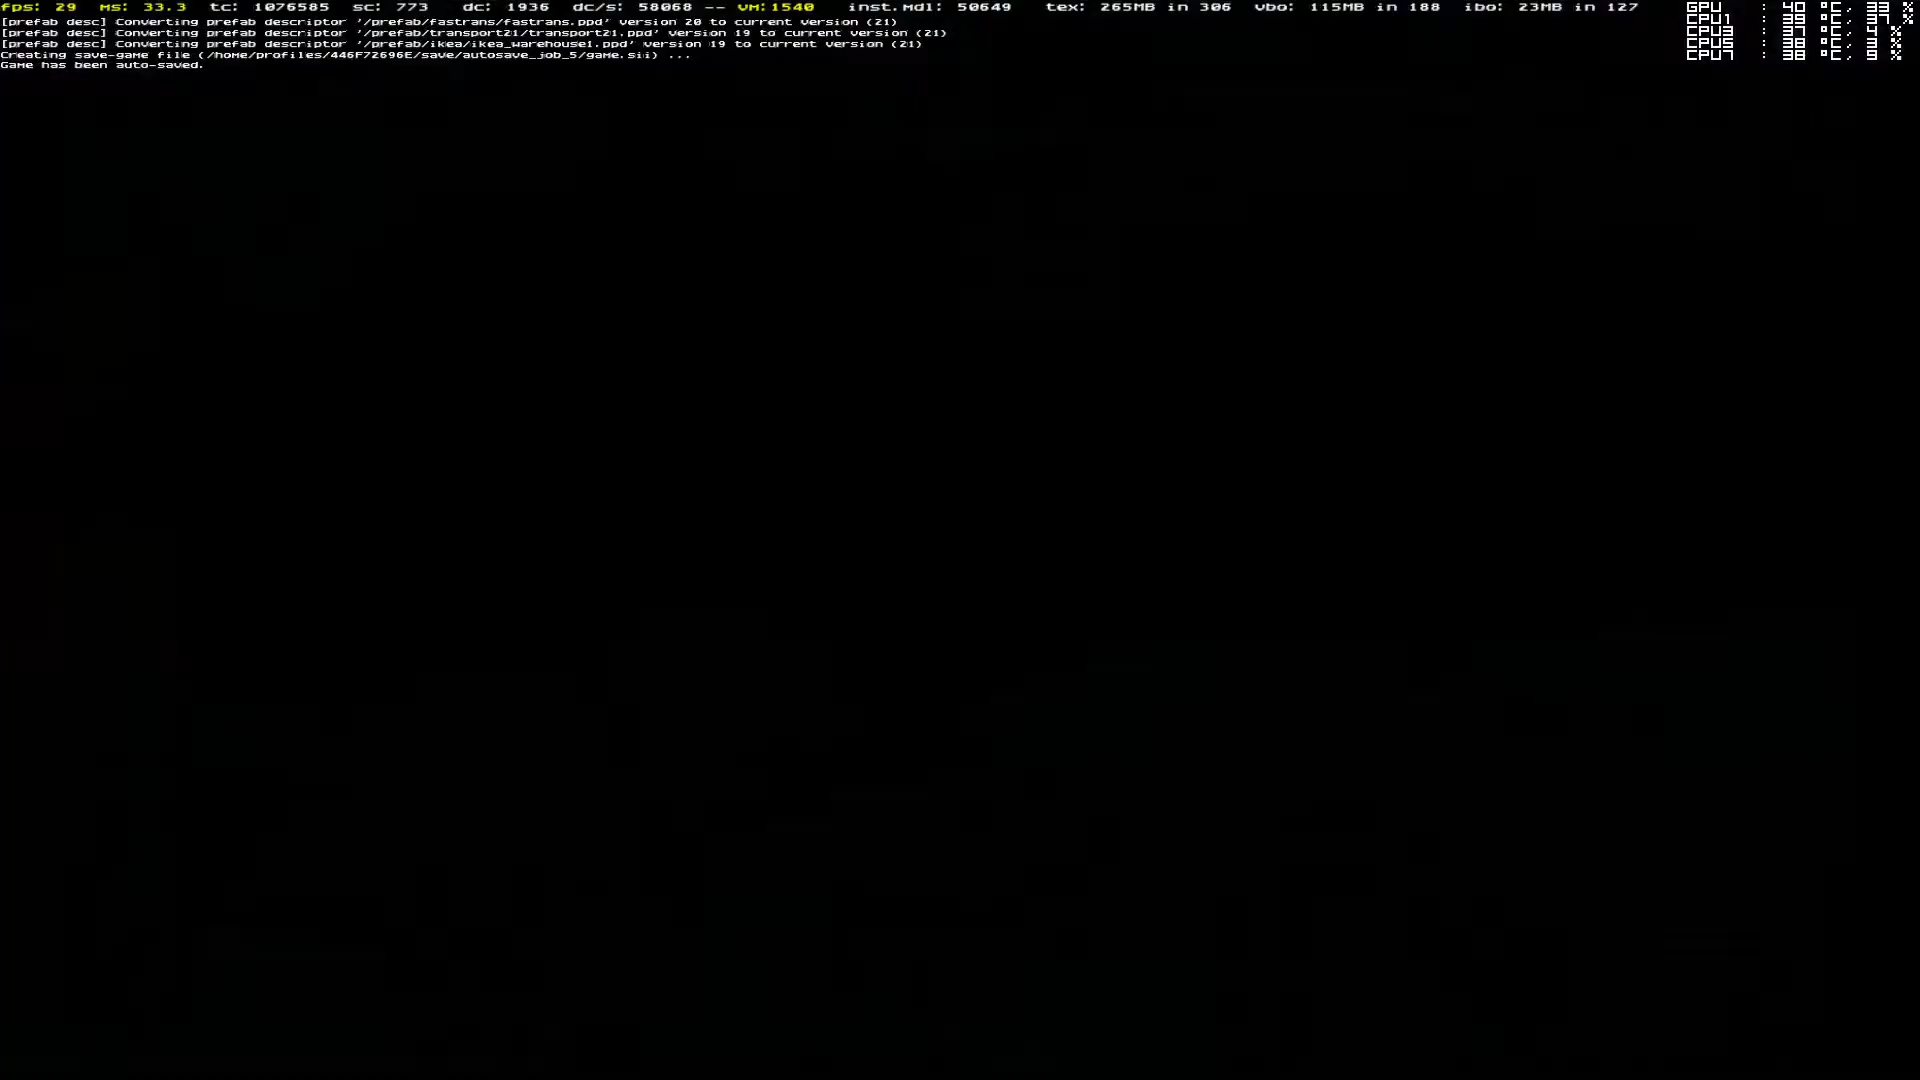 fps: 29 ms: 33.3 tc: 1076585 sc: 773 dc: 1936 dc/s: 58068 -- vm:1540 inst.mdl: 50649 tex: 265MB in 306 vbo: 115MB in 188 ibo: 23MB in 127
[prefab desc] Converting prefab descriptor '/prefab/fastrans/fastrans.ppd' version 20 to current version (21)
[prefab desc] Converting prefab descriptor '/prefab/transport21/transport21.ppd' version 19 to current version (21)
[prefab desc] Converting prefab descriptor '/prefab/ikea/ikea_warehouse1.ppd' version 19 to current version (21)
Creating save-game file (/home/profiles/446F72696E/save/autosave_job_5/game.sii) ...
Game has been auto-saved.
GPU : 40 °C, 33 %
CPU1 : 39 °C, 37 %
CPU3 : 37 °C, 4 %
CPU5 : 38 °C, 3 %
CPU7 : 38 °C, 9 %